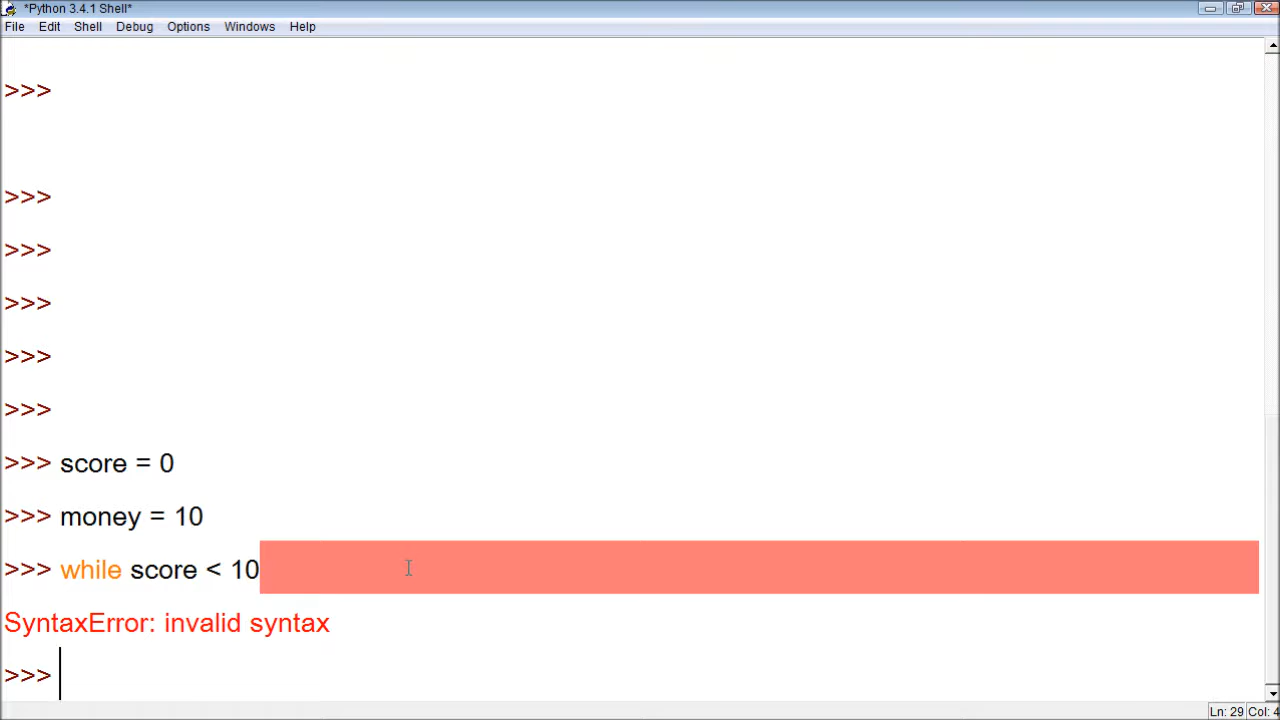 *Python 3.4.1 Shell*
File Edit Shell Debug Options Windows Help
>>>
>>>
>>>
>>>
>>>
>>>
>>> score = 0
>>> money = 10
>>> while score < 10
SyntaxError: invalid syntax
>>>
Ln: 29 Col: 4